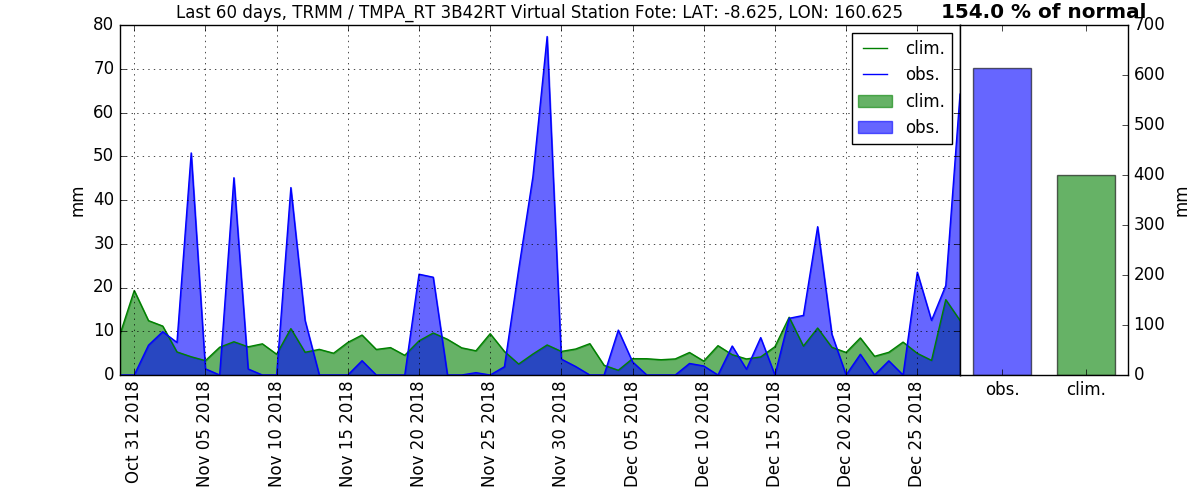 Last 60 days, TRMM / TMPA_RT 3B42RT Virtual Station Fote: LAT: -8.625, LON: 160.625
154.0 % of normal
80
70
60
50
40
30
20
10
0
mm
clim.
obs.
clim.
obs.
700
600
500
400
300
200
100
0
mm
Oct 31 2018
Nov 05 2018
Nov 10 2018
Nov 15 2018
Nov 20 2018
Nov 25 2018
Nov 30 2018
Dec 05 2018
Dec 10 2018
Dec 15 2018
Dec 20 2018
Dec 25 2018
obs.
clim.